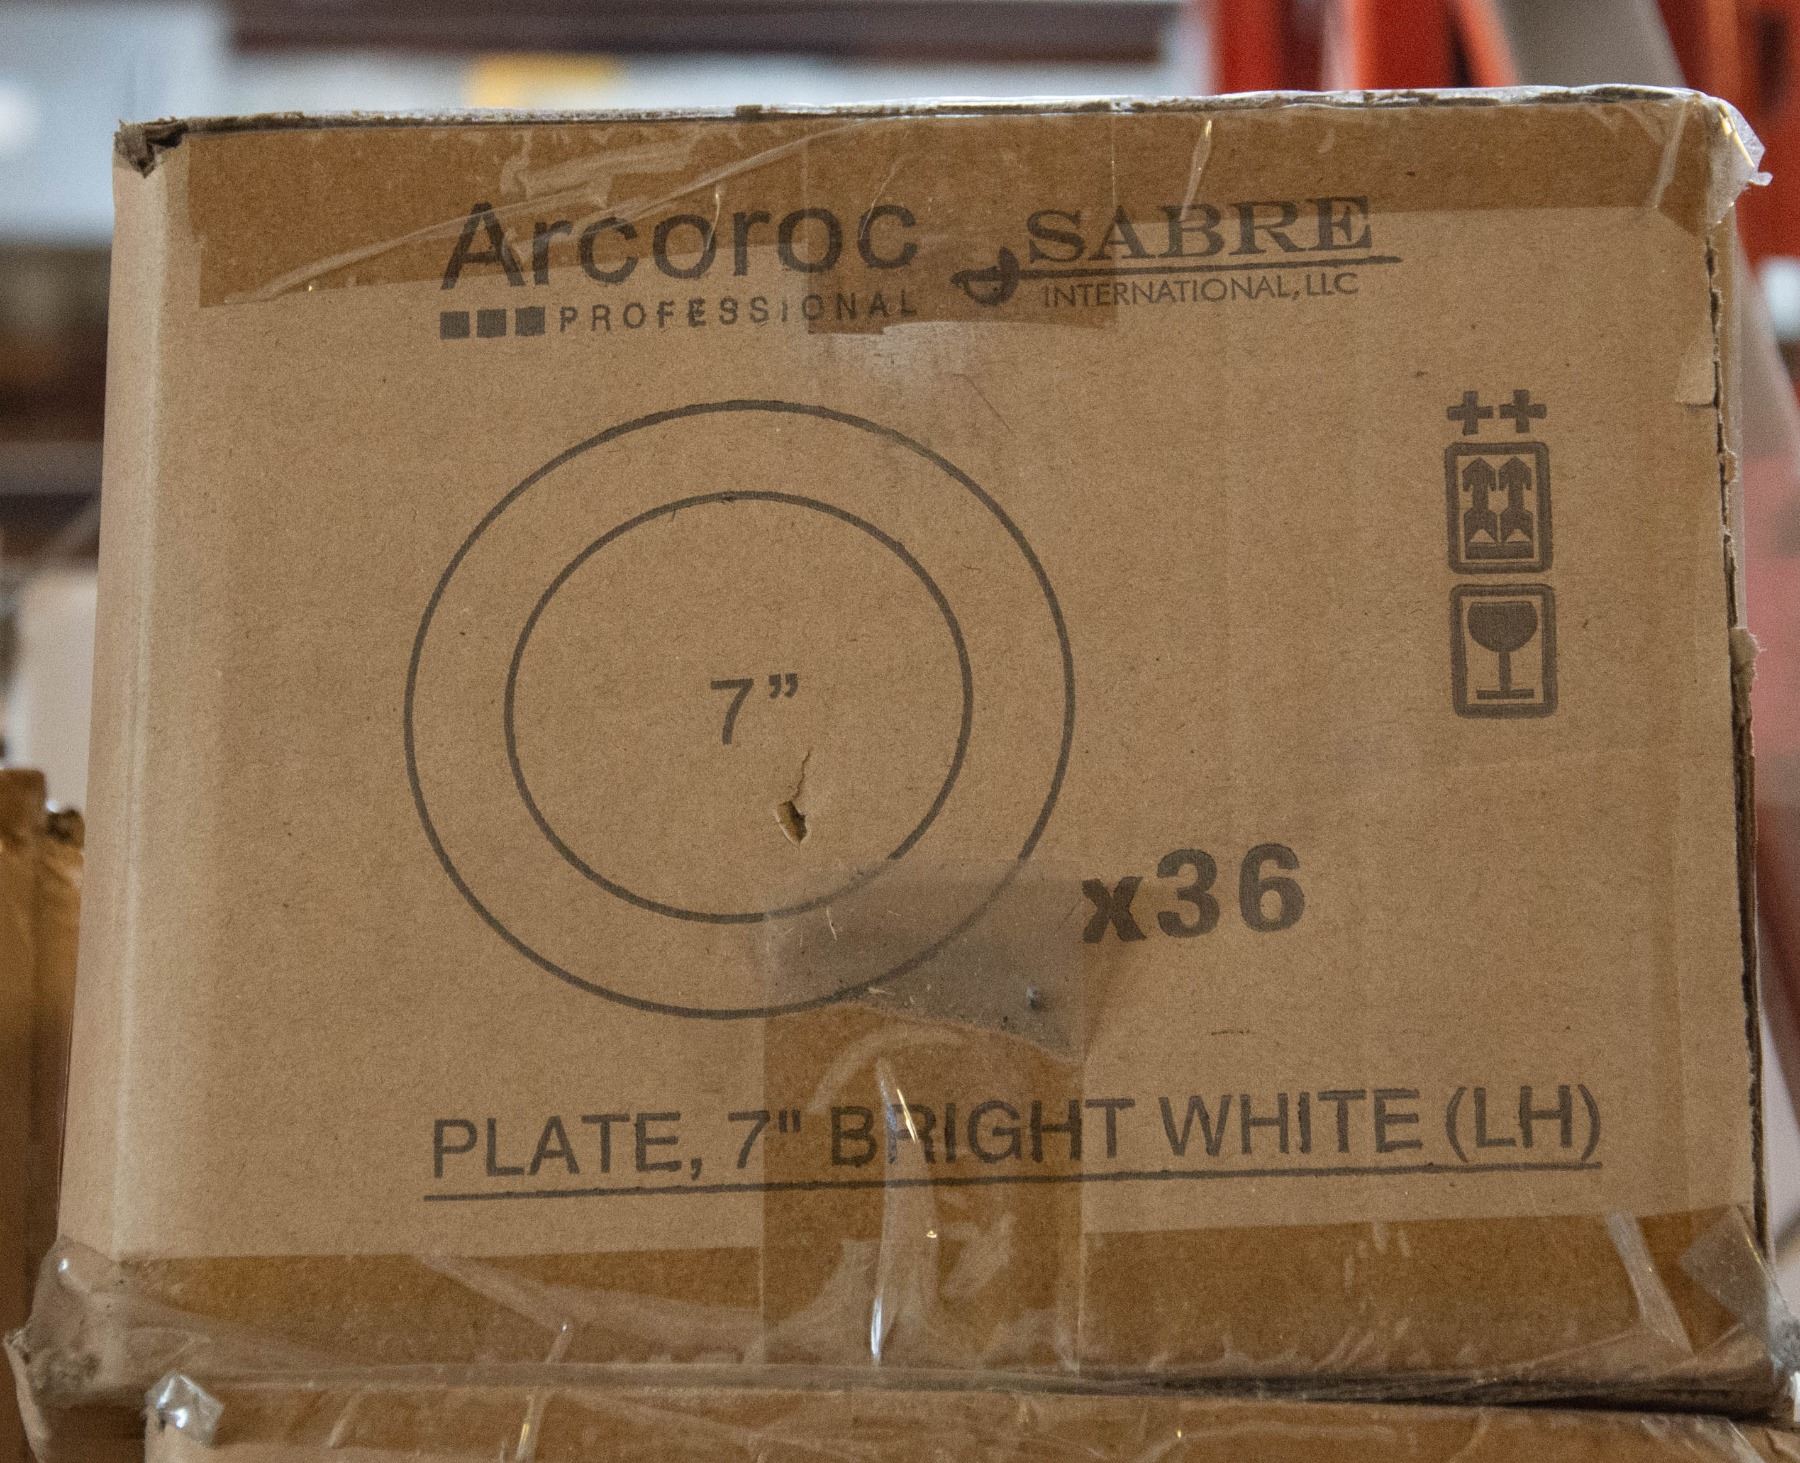 Arcoroc
PROFESSIONAL
SABRE
INTERNATIONAL, LLC
7”
x36
PLATE, 7" BRIGHT WHITE (LH)